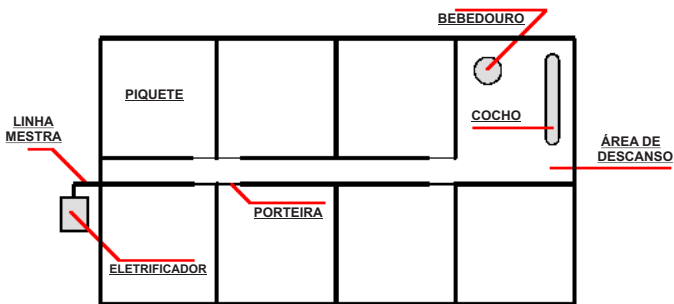 BEBEDOURO
PIQUETE
COCHO
LINHA
MESTRA
ÁREA DE
DESCANSO
PORTEIRA
ELETRIFICADOR